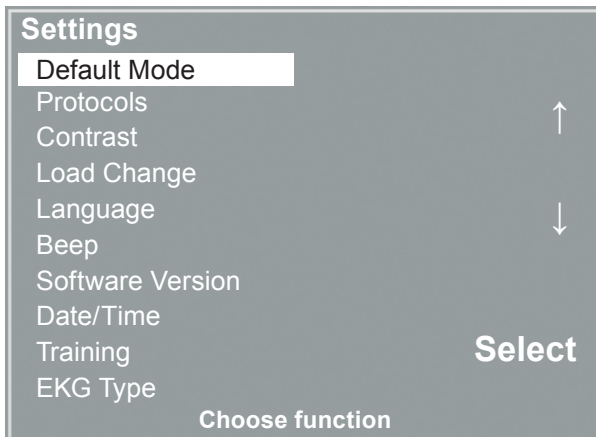 Settings
Default Mode
Protocols
↑
Contrast
Load Change
Language
↓
Beep
Software Version
Date/Time
Training
Select
EKG Type
Choose function